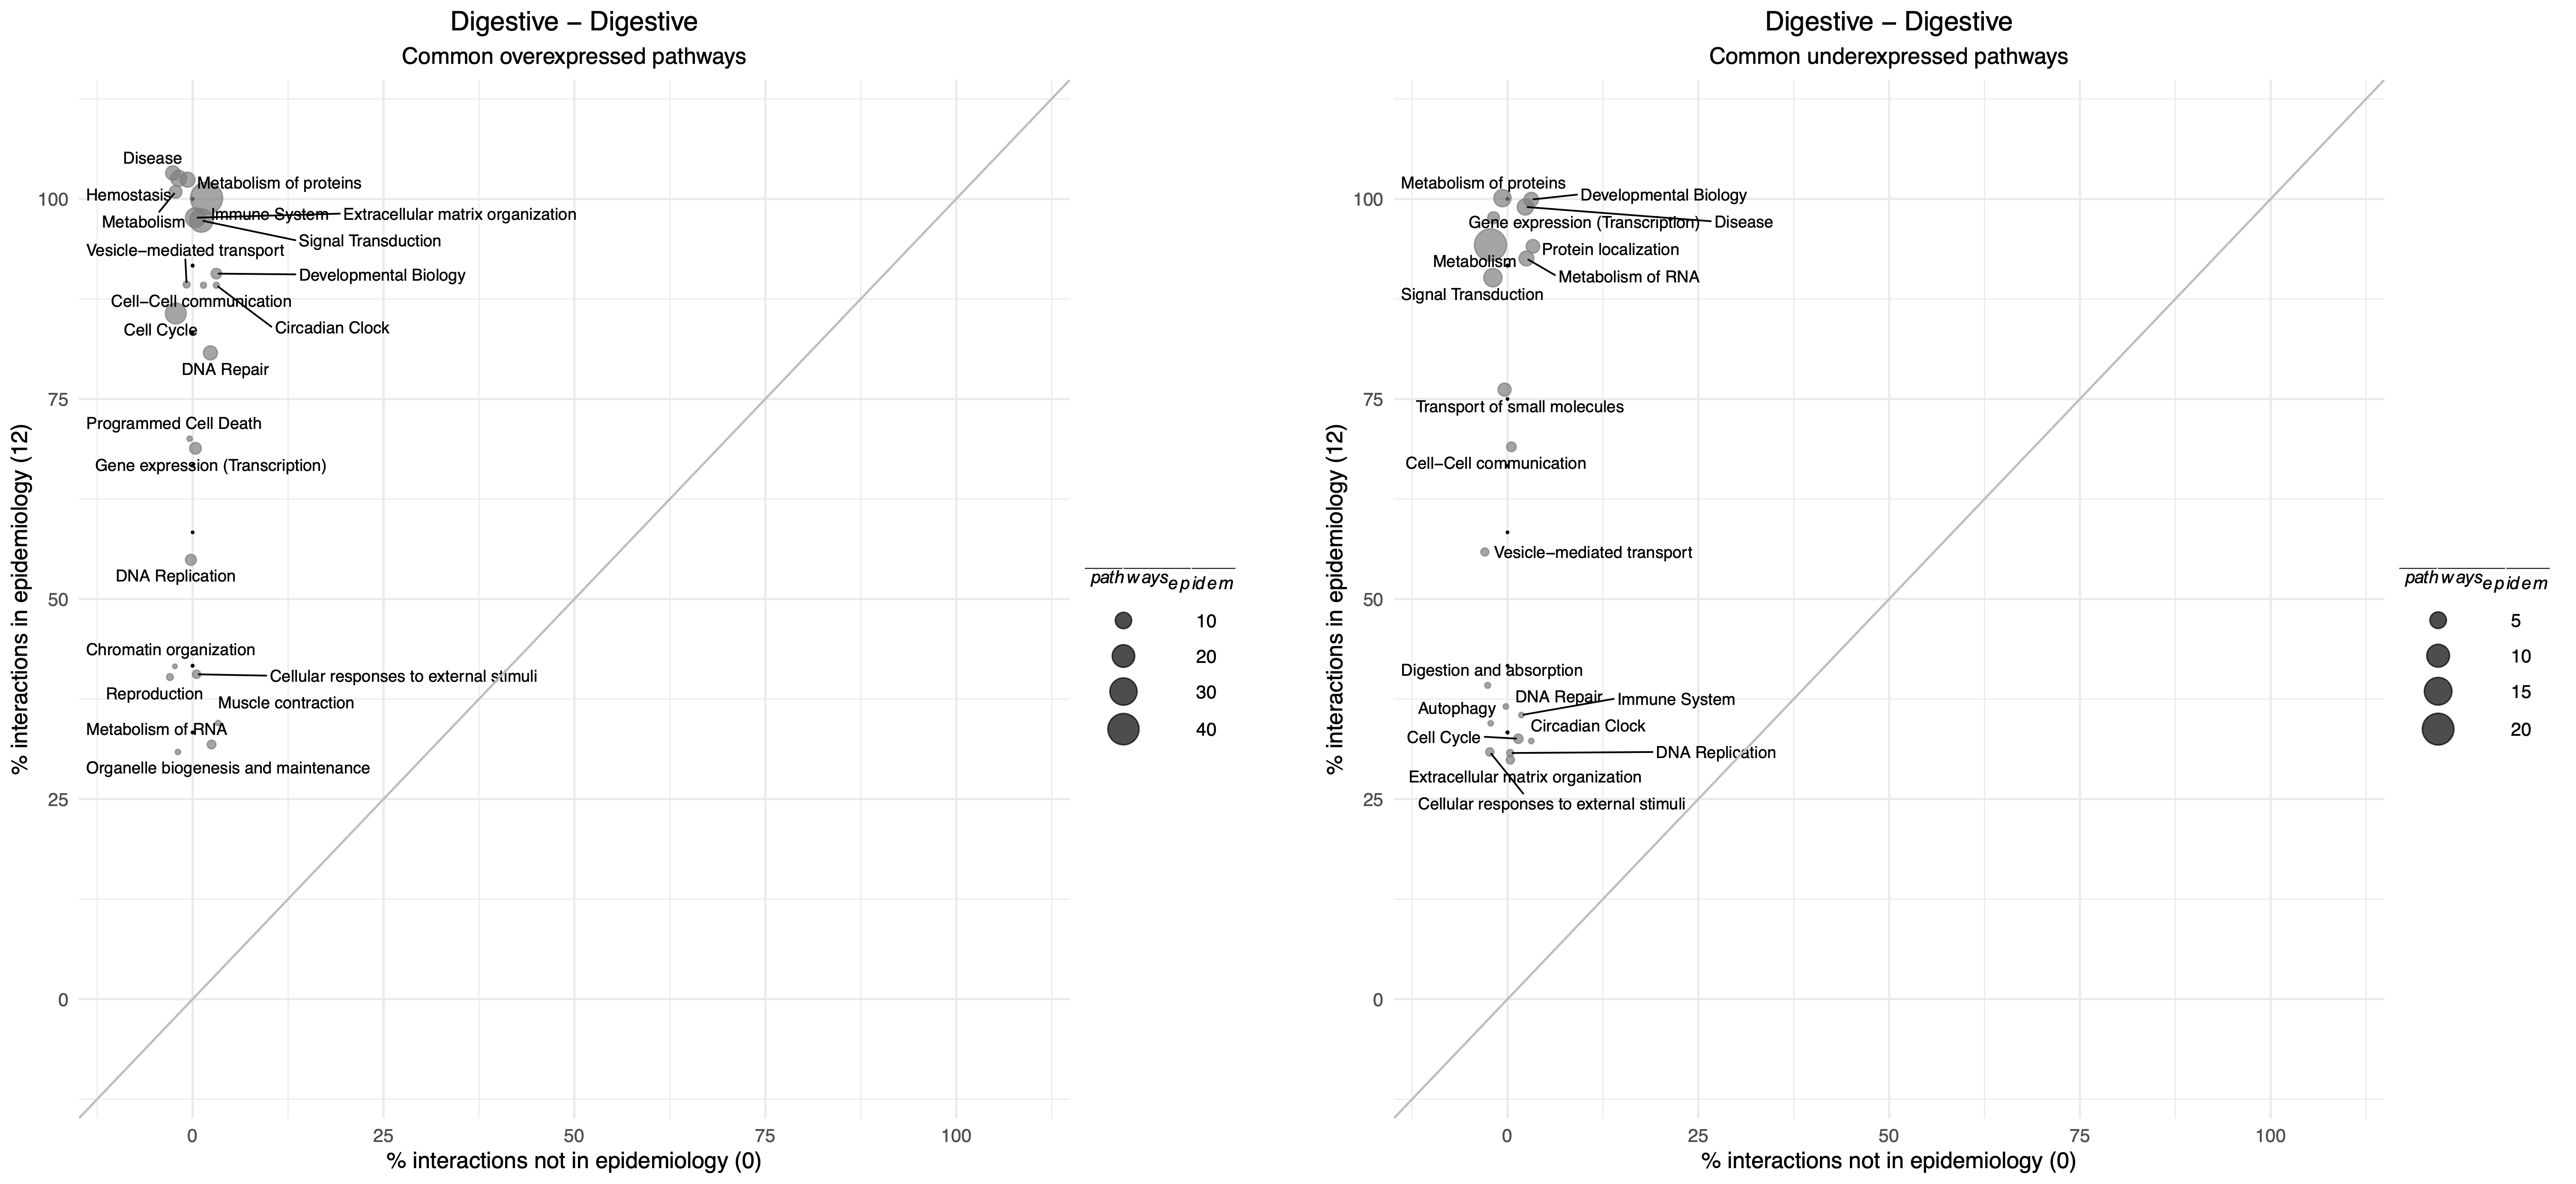 Digestive – Digestive
Common overexpressed pathways
% interactions in epidemiology (12)
100
75
50
25
0
Disease
Metabolism of proteins
Hemostasis
Immune System
Extracellular matrix organization
Metabolism
Signal Transduction
Vesicle–mediated transport
Developmental Biology
Cell–Cell communication
Circadian Clock
Cell Cycle
DNA Repair
Programmed Cell Death
Gene expression (Transcription)
DNA Replication
Chromatin organization
Cellular responses to external stimuli
Reproduction
Muscle contraction
Metabolism of RNA
Organelle biogenesis and maintenance
0 25 50 75 100
% interactions not in epidemiology (0)
pathways epidem
10
20
30
40
Digestive – Digestive
Common underexpressed pathways
% interactions in epidemiology (12)
100
75
50
25
0
Metabolism of proteins
Developmental Biology
Gene expression (Transcription)
Disease
Protein localization
Metabolism
Metabolism of RNA
Signal Transduction
Transport of small molecules
Cell–Cell communication
Vesicle–mediated transport
Digestion and absorption
DNA Repair
Immune System
Autophagy
Circadian Clock
Cell Cycle
DNA Replication
Extracellular matrix organization
Cellular responses to external stimuli
0 25 50 75 100
% interactions not in epidemiology (0)
pathways epidem
5
10
15
20